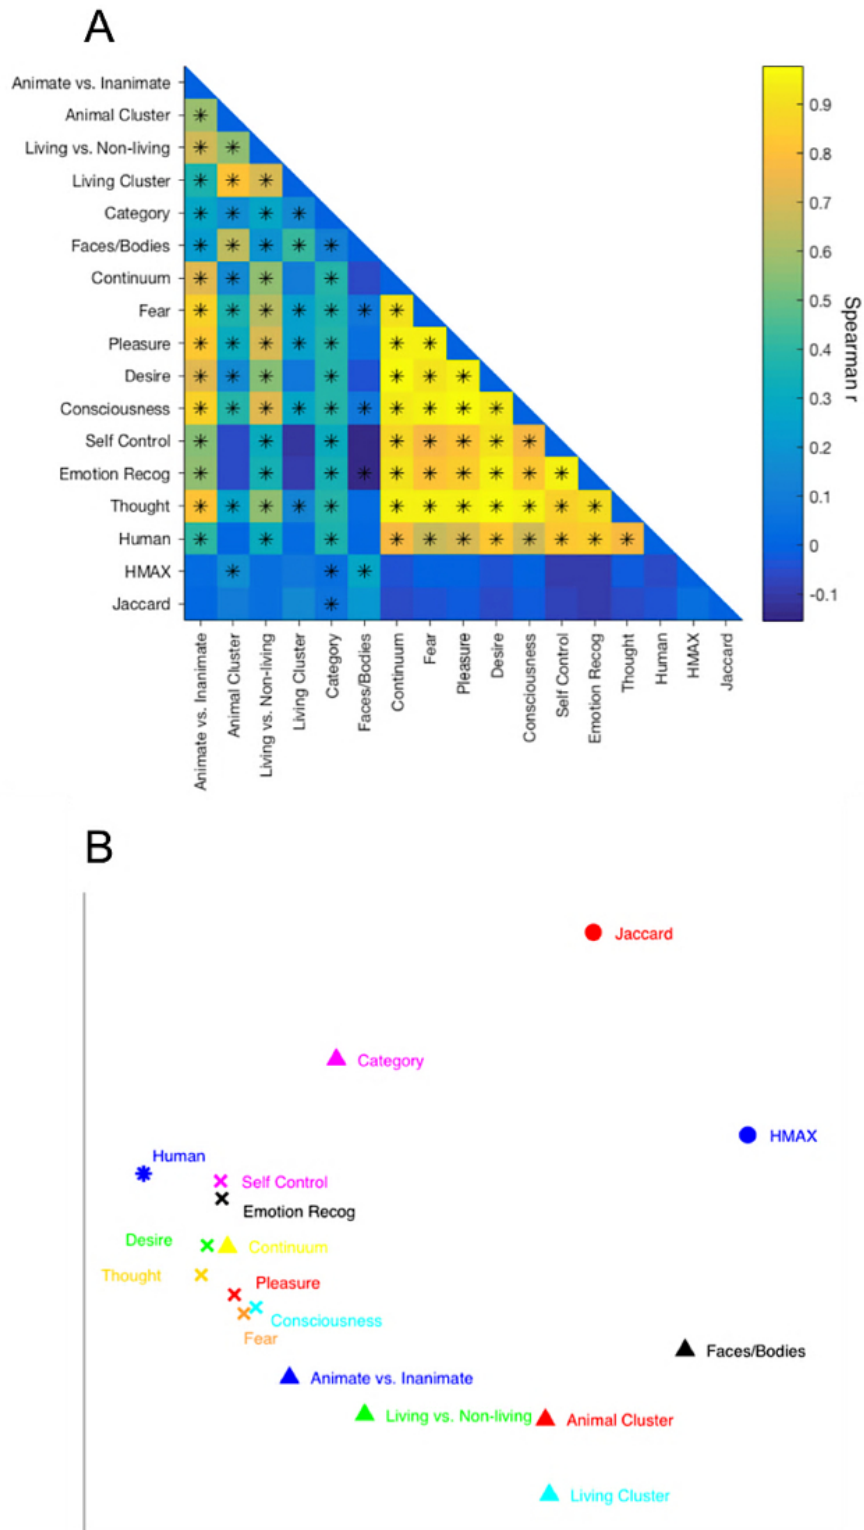 A
Animate vs. Inanimate
Animal Cluster
Living vs. Non-living
Living Cluster
Category
Faces/Bodies
Continuum
Fear
Pleasure
Desire
Consciousness
Self Control
Emotion Recog
Thought
Human
HMAX
Jaccard
Animate vs. Inanimate
Animal Cluster
Living vs. Non-living
Living Cluster
Category
Faces/Bodies
Continuum
Fear
Pleasure
Desire
Consciousness
Self Control
Emotion Recog
Thought
Human
HMAX
Jaccard
0.9
0.8
0.7
0.6
0.5
0.4
0.3
0.2
0.1
0
-0.1
Spearman r
B
Jaccard
Category
HMAX
Human
Self Control
Emotion Recog
Desire
Continuum
Thought
Pleasure
Consciousness
Fear
Faces/Bodies
Animate vs. Inanimate
Living vs. Non-living
Animal Cluster
Living Cluster